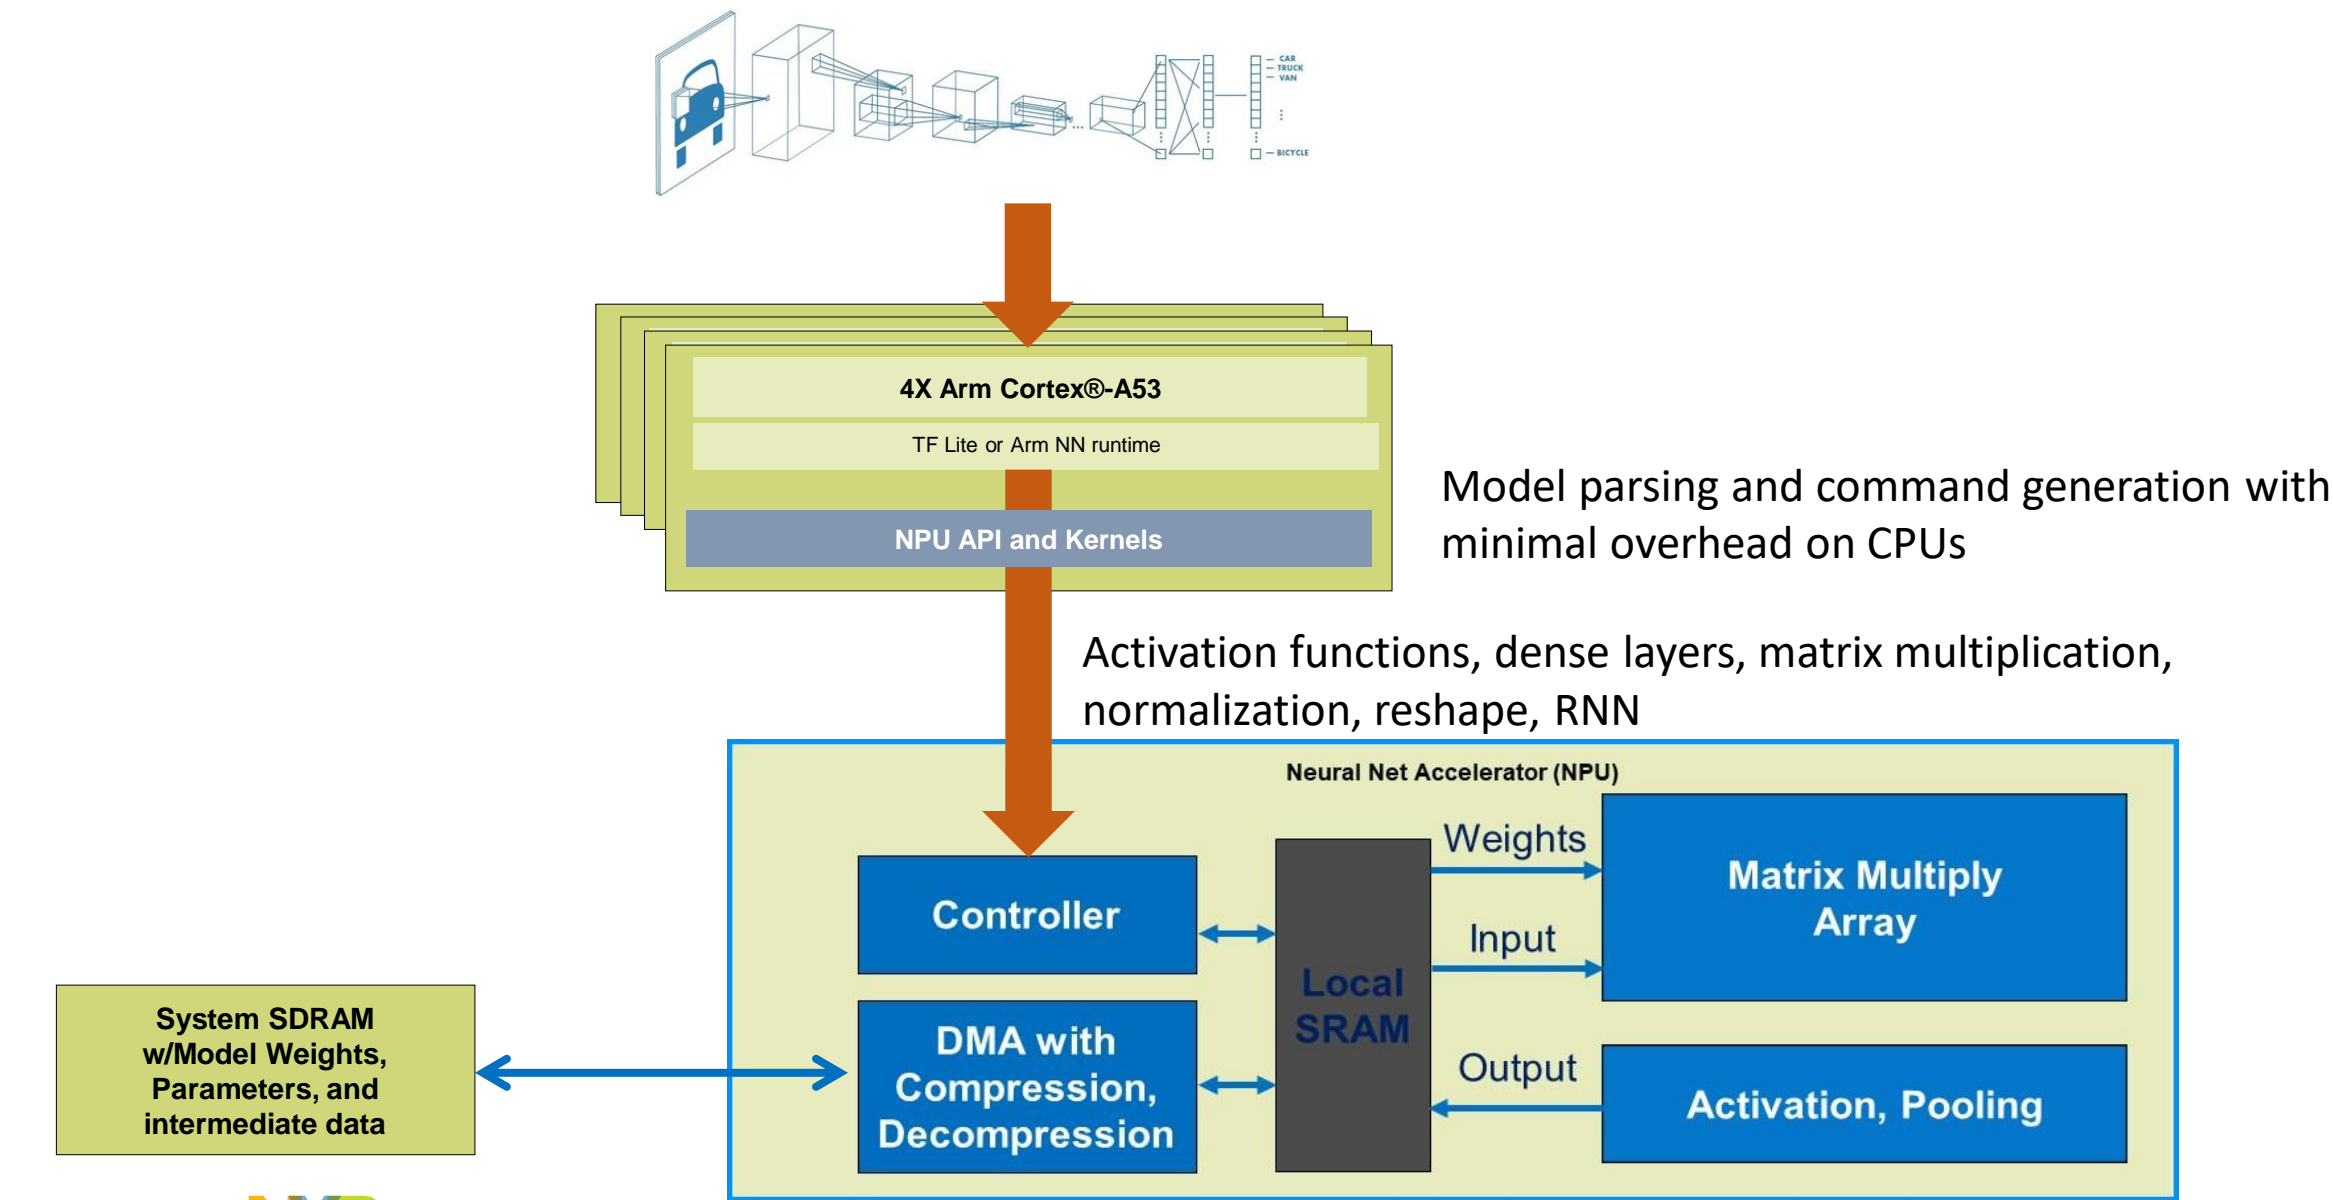 CAR
TRUCK
VAN
BICYCLE
4X Arm Cortex®-A53
TF Lite or Arm NN runtime
NPU API and Kernels
Model parsing and command generation with
minimal overhead on CPUs
Activation functions, dense layers, matrix multiplication,
normalization, reshape, RNN
Neural Net Accelerator (NPU)
Controller
DMA with
Compression,
Decompression
Local
SRAM
Weights
Input
Output
Matrix Multiply
Array
Activation, Pooling
System SDRAM
w/Model Weights,
Parameters, and
intermediate data